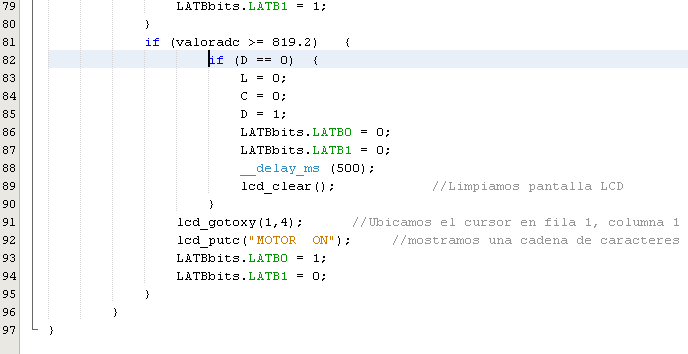 79 LATBbits.LATB1 = 1;
80 }
81 if (valoradc >= 819.2) {
82 if (D == 0) {
83 L = 0;
84 C = 0;
85 D = 1;
86 LATBbits.LATB0 = 0;
87 LATBbits.LATB1 = 0;
88 __delay_ms (500);
89 lcd_clear(); //Limpiamos pantalla LCD
90 }
91 lcd_gotoxy(1,4); //Ubicamos el cursor en fila 1, columna 1
92 lcd_putc("MOTOR  ON"); //mostramos una cadena de caracteres
93 LATBbits.LATB0 = 1;
94 LATBbits.LATB1 = 0;
95 }
96 }
97 }